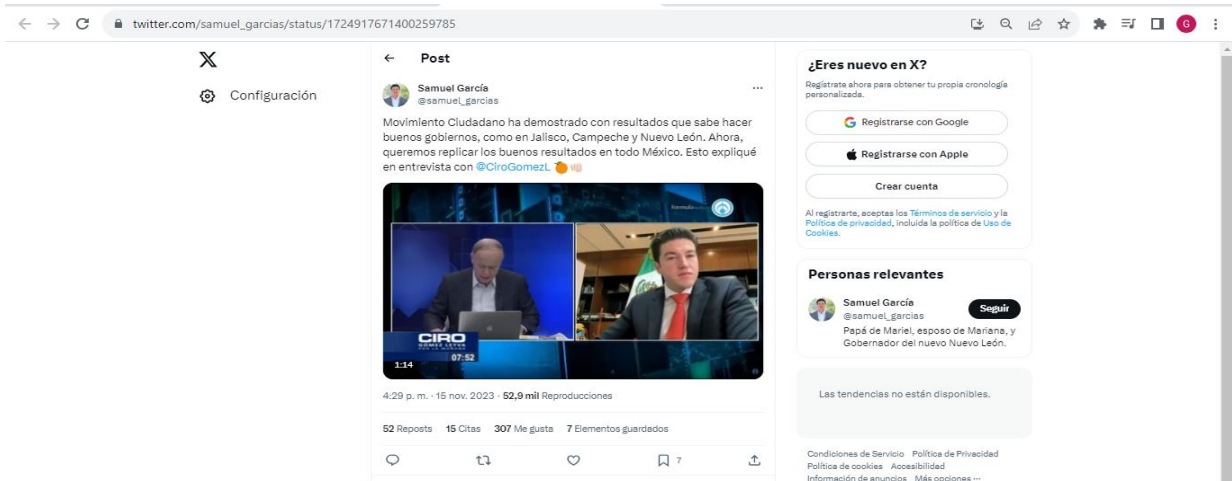 twitter.com/samuel_garcias/status/1724917671400259785
G
Configuración
Post
Samuel García
@samuel_garcias
Movimiento Ciudadano ha demostrado con resultados que sabe hacer
buenos gobiernos, como en Jalisco, Campeche y Nuevo León. Ahora,
queremos replicar los buenos resultados en todo México. Esto expliqué
en entrevista con @CiroGomezL
CIRO
GÓMEZ LEYVA
POR LA MAÑANA
07:52
1:14
4:29 p. m. · 15 nov. 2023 · 52,9 mil Reproducciones
52 Reposts 15 Citas 307 Me gusta 7 Elementos guardados
7
¿Eres nuevo en X?
Regístrate ahora para obtener tu propia cronología
personalizada.
Registrarse con Google
Registrarse con Apple
Crear cuenta
Al registrarte, aceptas los Términos de servicio y la
Política de privacidad, incluida la política de Uso de
Cookies.
Personas relevantes
Samuel García
@samuel_garcias
Seguir
Papá de Mariel, esposo de Mariana, y
Gobernador del nuevo Nuevo León.
Las tendencias no están disponibles.
Condiciones de Servicio Política de Privacidad
Política de cookies Accesibilidad
Información de anuncios Más opciones ···